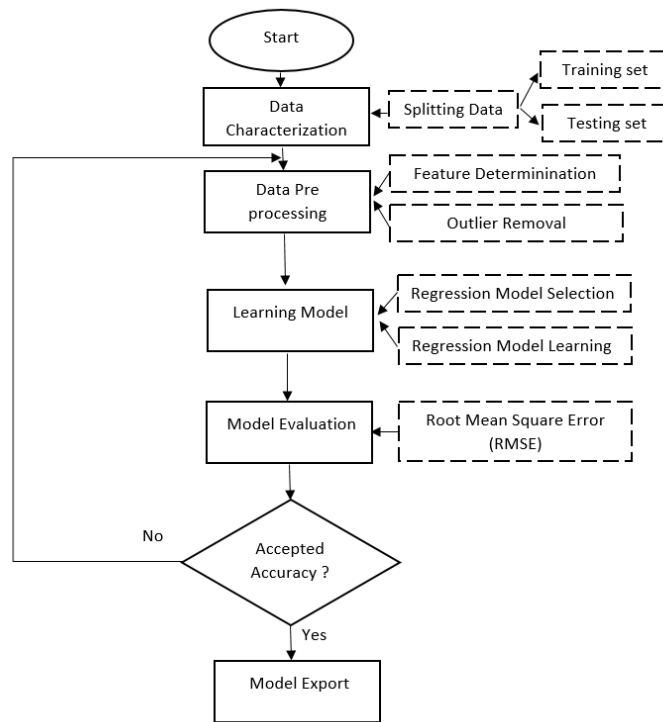 Start
Training set
Data
Characterization
Splitting Data
Testing set
Data Pre
processing
Feature Determinination
Outlier Removal
Learning Model
Regression Model Selection
Regression Model Learning
Model Evaluation
Root Mean Square Error
(RMSE)
No
Accepted
Accuracy ?
Yes
Model Export